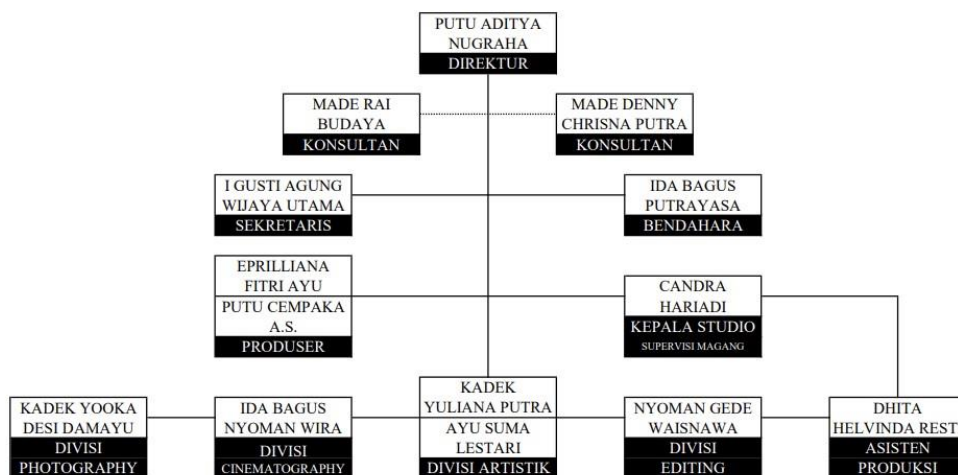 PUTU ADITYA
NUGRAHA
DIREKTUR
MADE RAI
BUDAYA
KONSULTAN
MADE DENNY
CHRISNA PUTRA
KONSULTAN
I GUSTI AGUNG
WIJAYA UTAMA
SEKRETARIS
IDA BAGUS
PUTRAYASA
BENDAHARA
EPRILLIANA
FITRI AYU
PUTU CEMPAKA
A.S.
PRODUSER
CANDRA
HARIADI
KEPALA STUDIO
SUPERVISI MAGANG
KADEK YOOKA
DESI DAMAYU
DIVISI
PHOTOGRAPHY
IDA BAGUS
NYOMAN WIRA
DIVISI
CINEMATOGRAPHY
KADEK
YULIANA PUTRA
AYU SUMA
LESTARI
DIVISI ARTISTIK
NYOMAN GEDE
WAISNAWA
DIVISI
EDITING
DHITA
HELVINDA REST
ASISTEN
PRODUKSI